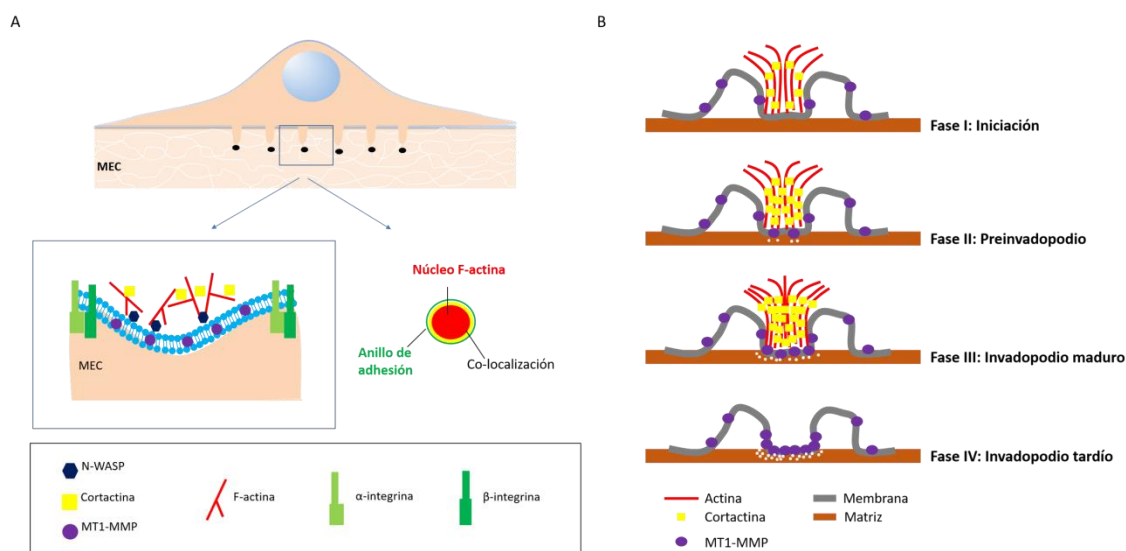 A
MEC
Núcleo F-actina
Anillo de
adhesión
Co-localización
MEC
N-WASP
Cortactina
MT1-MMP
F-actina
α-integrina
β-integrina
B
Fase I: Iniciación
Fase II: Preinvadopodio
Fase III: Invadopodio maduro
Fase IV: Invadopodio tardío
Actina
Membrana
Cortactina
Matriz
MT1-MMP